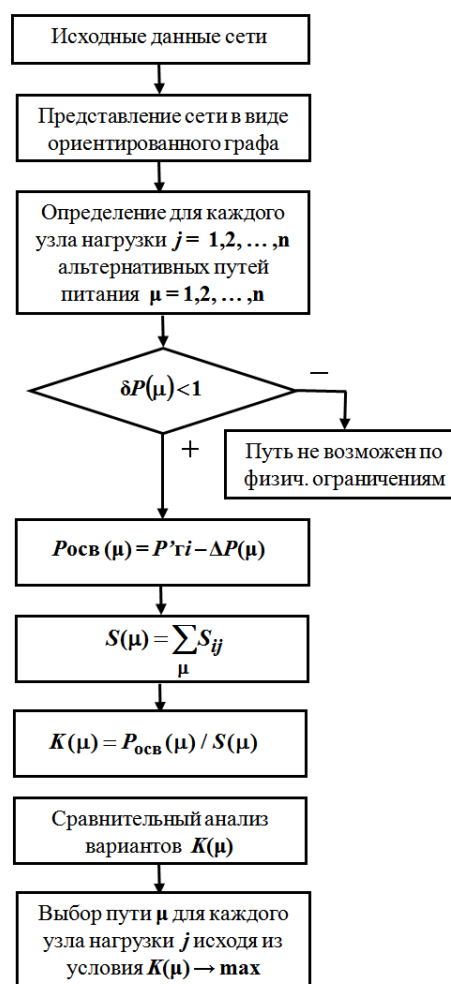 Исходные данные сети
Представление сети в виде
ориентированного графа
Определение для каждого
узла нагрузки j = 1,2, … ,n
альтернативных путей
питания μ = 1,2, … ,n
δP(μ)<1
–
+
Путь не возможен по
физич. ограничениям
Pосв (μ) = P’гi – ΔP(μ)
S(μ) = ∑ Sij
μ
K(μ) = Pосв (μ) / S(μ)
Сравнительный анализ
вариантов K(μ)
Выбор пути μ для каждого
узла нагрузки j исходя из
условия K(μ) → max